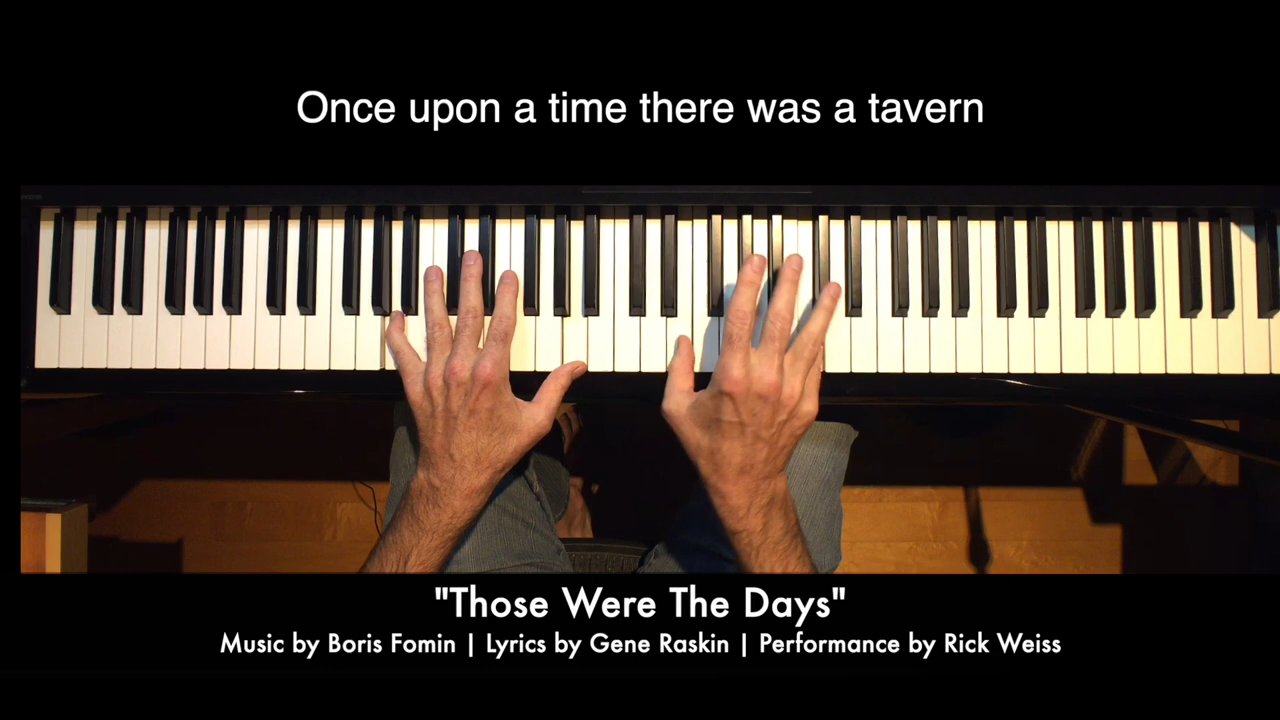 Once upon a time there was a tavern
"Those Were The Days"
Music by Boris Fomin | Lyrics by Gene Raskin | Performance by Rick Weiss